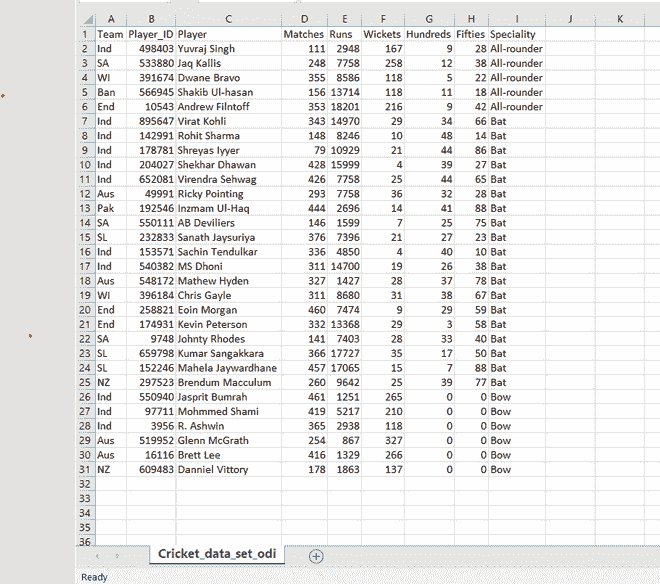 A B C D E F G H I J K
1 Team Player_ID Player Matches Runs Wickets Hundreds Fifties Speciality
2 Ind 498403 Yuvraj Singh 111 2948 167 9 28 All-rounder
3 SA 533880 Jaq Kallis 248 7758 258 12 38 All-rounder
4 WI 391674 Dwane Bravo 355 8586 118 5 22 All-rounder
5 Ban 566945 Shakib Ul-hasan 156 13714 118 11 18 All-rounder
6 End 10543 Andrew Filntoff 353 18201 216 9 42 All-rounder
7 Ind 895647 Virat Kohli 343 14970 29 34 66 Bat
8 Ind 142991 Rohit Sharma 148 8246 10 48 14 Bat
9 Ind 178781 Shreyas Iyyer 79 10929 21 44 86 Bat
10 Ind 204027 Shekhar Dhawan 428 15999 4 39 27 Bat
11 Ind 652081 Virendra Sehwag 426 7758 25 44 65 Bat
12 Aus 49991 Ricky Pointing 293 7758 36 32 28 Bat
13 Pak 192546 Inzmam Ul-Haq 444 2696 14 41 88 Bat
14 SA 550111 AB Deviliers 146 1599 7 25 75 Bat
15 SL 232833 Sanath Jaysuriya 376 7396 21 27 23 Bat
16 Ind 153571 Sachin Tendulkar 336 4850 4 40 10 Bat
17 Ind 540382 MS Dhoni 311 14700 19 26 38 Bat
18 Aus 548172 Mathew Hyden 327 1427 28 37 78 Bat
19 WI 396184 Chris Gayle 311 8680 31 38 67 Bat
20 End 258821 Eoin Morgan 460 7474 9 29 59 Bat
21 End 174931 Kevin Peterson 332 13368 29 3 58 Bat
22 SA 9748 Johnty Rhodes 141 7403 28 33 40 Bat
23 SL 659798 Kumar Sangakkara 366 17727 35 17 50 Bat
24 SL 152246 Mahela Jaywardhane 457 17065 15 7 88 Bat
25 NZ 297523 Brendum Macculum 260 9642 25 39 77 Bat
26 Ind 550940 Jasprit Bumrah 461 1251 265 0 0 Bow
27 Ind 97711 Mohmmed Shami 419 5217 210 0 0 Bow
28 Ind 3956 R. Ashwin 365 2938 118 0 0 Bow
29 Aus 519952 Glenn McGrath 254 867 327 0 0 Bow
30 Aus 16116 Brett Lee 416 1329 266 0 0 Bow
31 NZ 609483 Danniel Vittory 178 1863 137 0 0 Bow
32
33
34
35
36
Cricket_data_set_odi
Ready